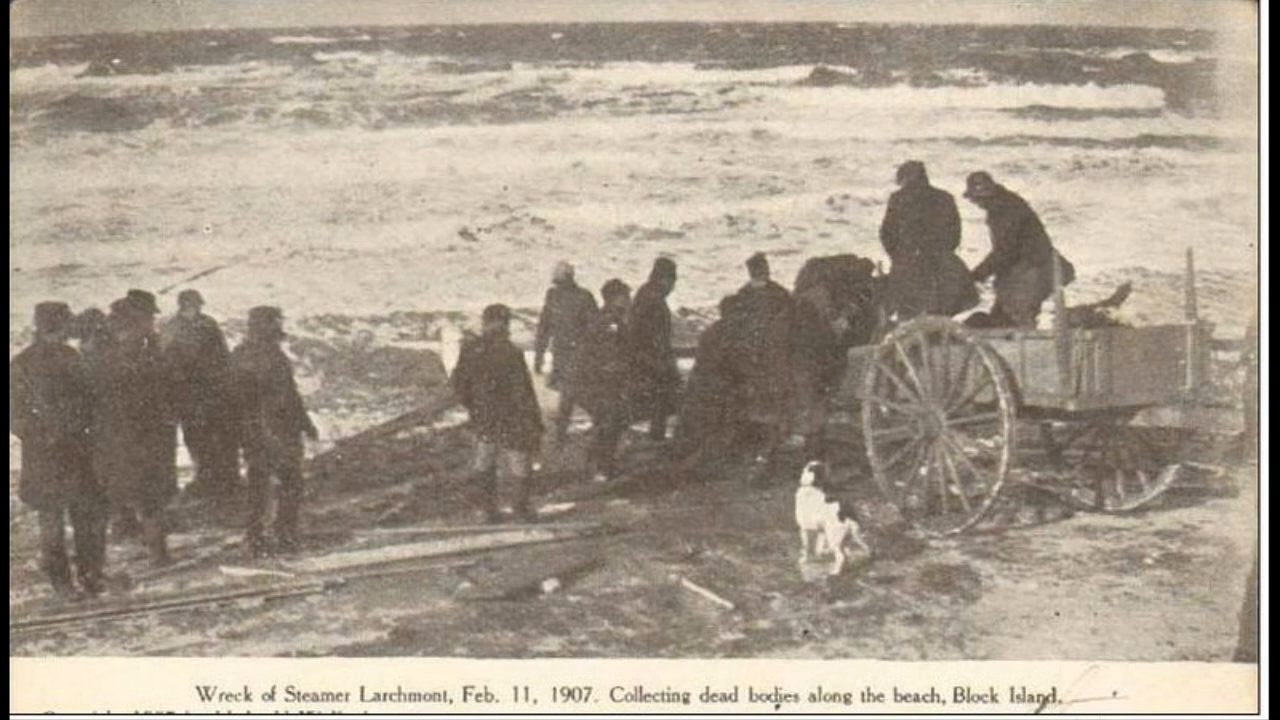 Wreck of Steamer Larchmont, Feb. 11, 1907. Collecting dead bodies along the beach, Block Island.